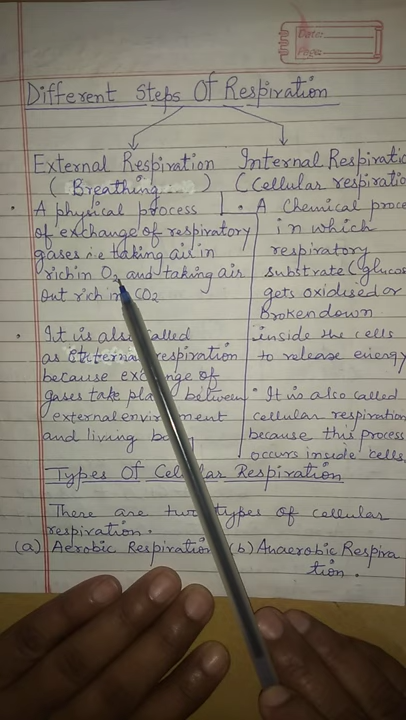 Date:
Page:
Different Steps Of Respiration
External Respiration
(Breathing)
• A physical process
of exchange of respiratory
gases i.e taking air in
rich in O2 and taking air
out rich in CO2
• It is also called
as external respiration
because exchange of
gases take place between
external environment
and living body
Internal Respiratio
(Cellular respiratio
• A Chemical proce
in which
respiratory
substrate (glucos
gets oxidised or
broken down
inside the cells
to release energy
• It is also called
cellular respiration
because this process
occurs inside cells.
Types Of Cellular Respiration
There are two types of cellular
respiration.
(a) Aerobic Respiration (b) Anaerobic Respira
tion.